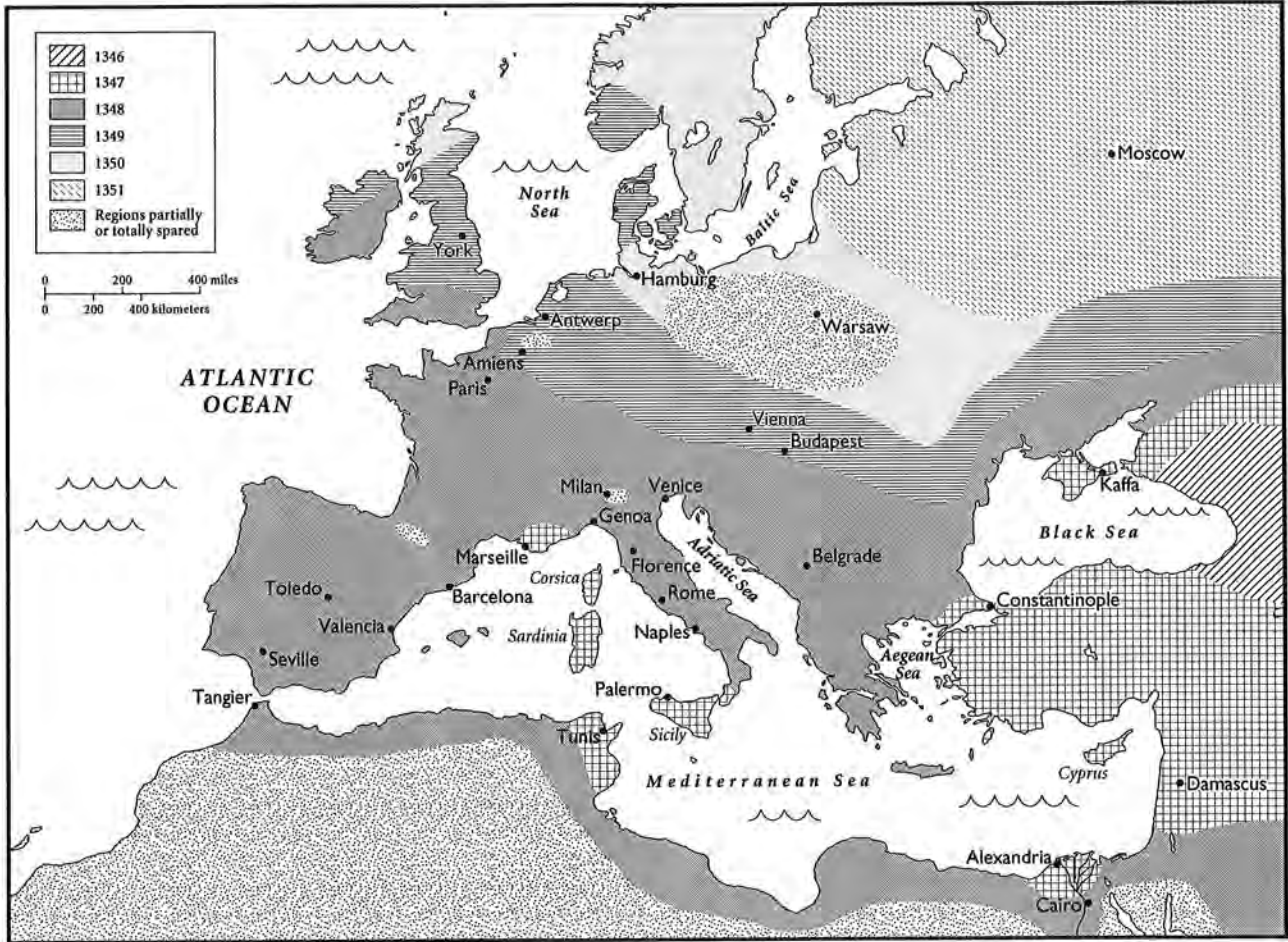 1346
1347
1348
1349
1350
1351
Regions partially
or totally spared
0 200 400 miles
0 200 400 kilometers
ATLANTIC
OCEAN
North
Sea
Baltic Sea
Moscow
York
Hamburg
Antwerp
Warsaw
Amiens
Paris
Vienna
Budapest
Milan
Venice
Genoa
Kaffa
Black Sea
Marseille
Florence
Adriatic Sea
Belgrade
Corsica
Toledo
Barcelona
Rome
Constantinople
Valencia
Sardinia
Naples
Seville
Aegean
Sea
Tangier
Palermo
Tunis
Sicily
Mediterranean Sea
Cyprus
Damascus
Alexandria
Cairo